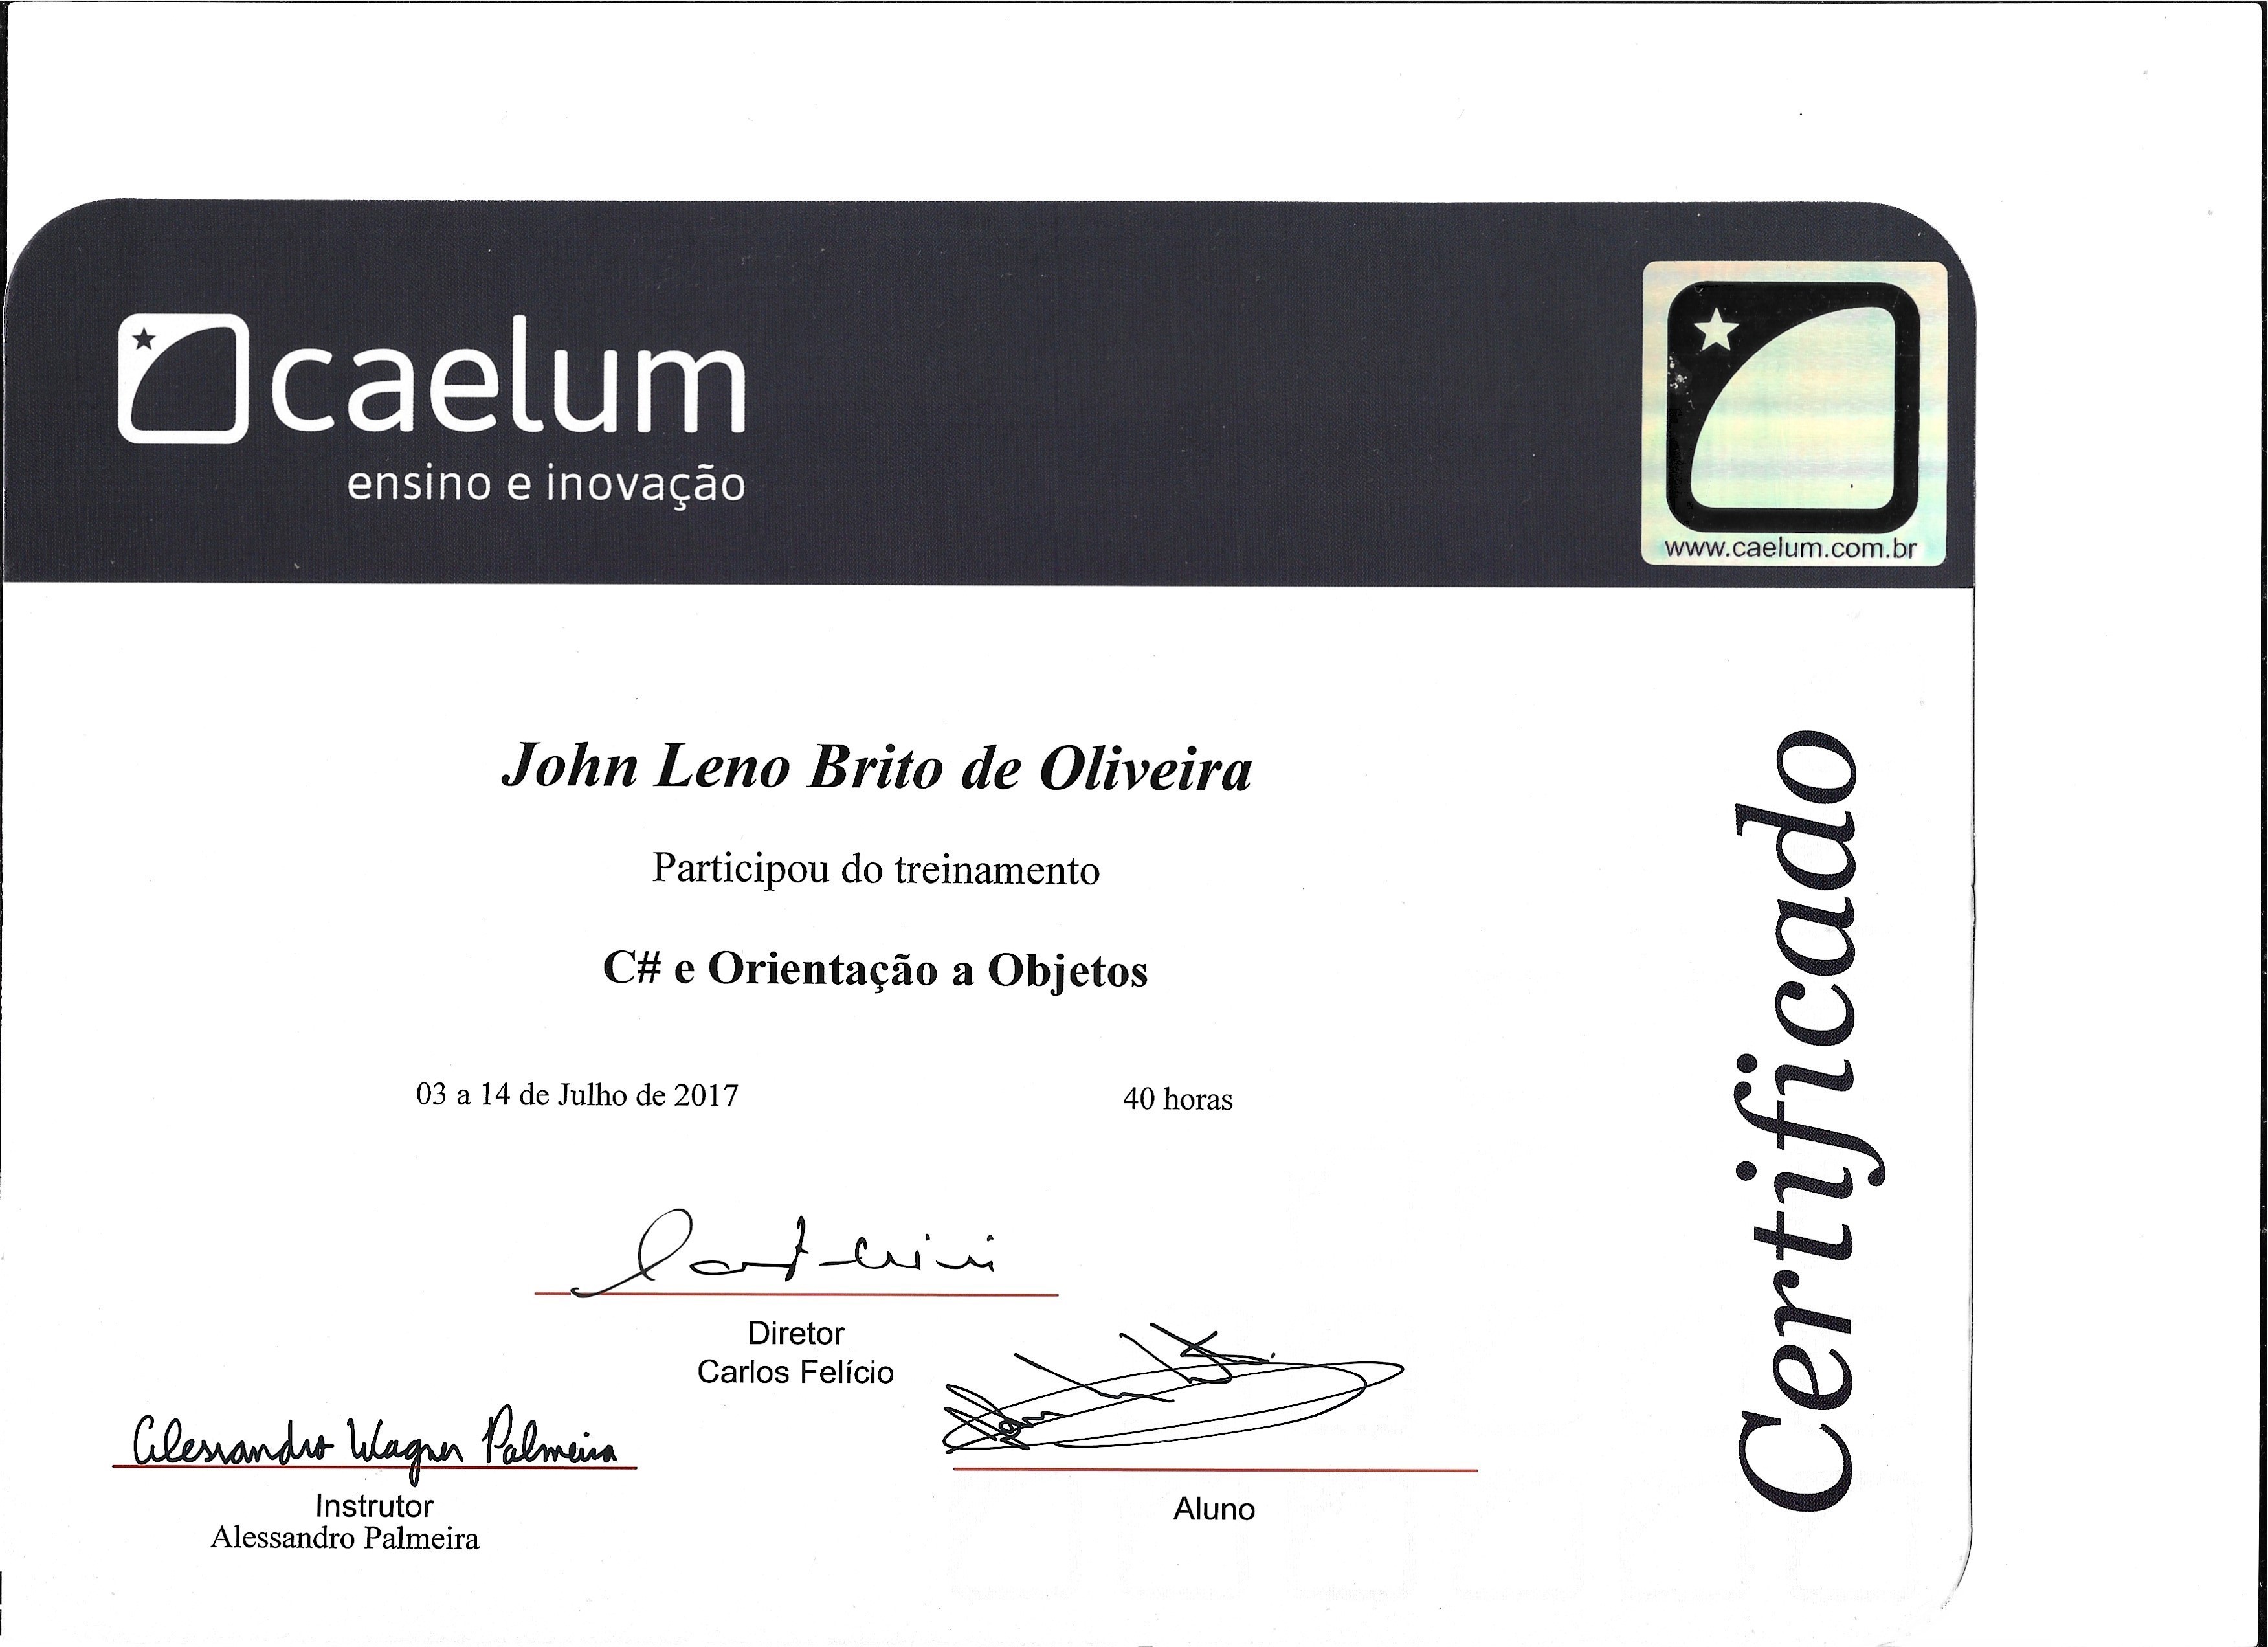 caelum
ensino e inovação
www.caelum.com.br
John Leno Brito de Oliveira
Participou do treinamento
C# e Orientação a Objetos
03 a 14 de Julho de 2017
40 horas
Certificado
Diretor
Carlos Felício
Alessandro Wagner Palmeira
Instrutor
Alessandro Palmeira
Aluno